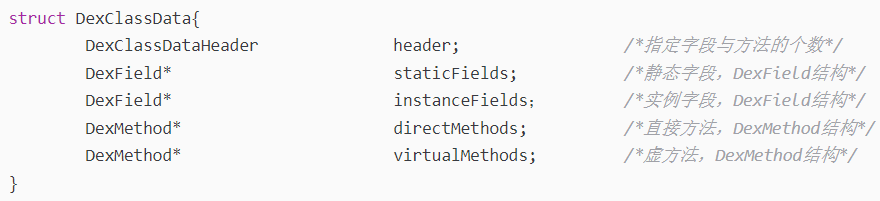 struct DexClassData{
DexClassDataHeader header; /*指定字段与方法的个数*/
DexField* staticFields; /*静态字段，DexField结构*/
DexField* instanceFields; /*实例字段，DexField结构*/
DexMethod* directMethods; /*直接方法，DexMethod结构*/
DexMethod* virtualMethods; /*虚方法，DexMethod结构*/
}